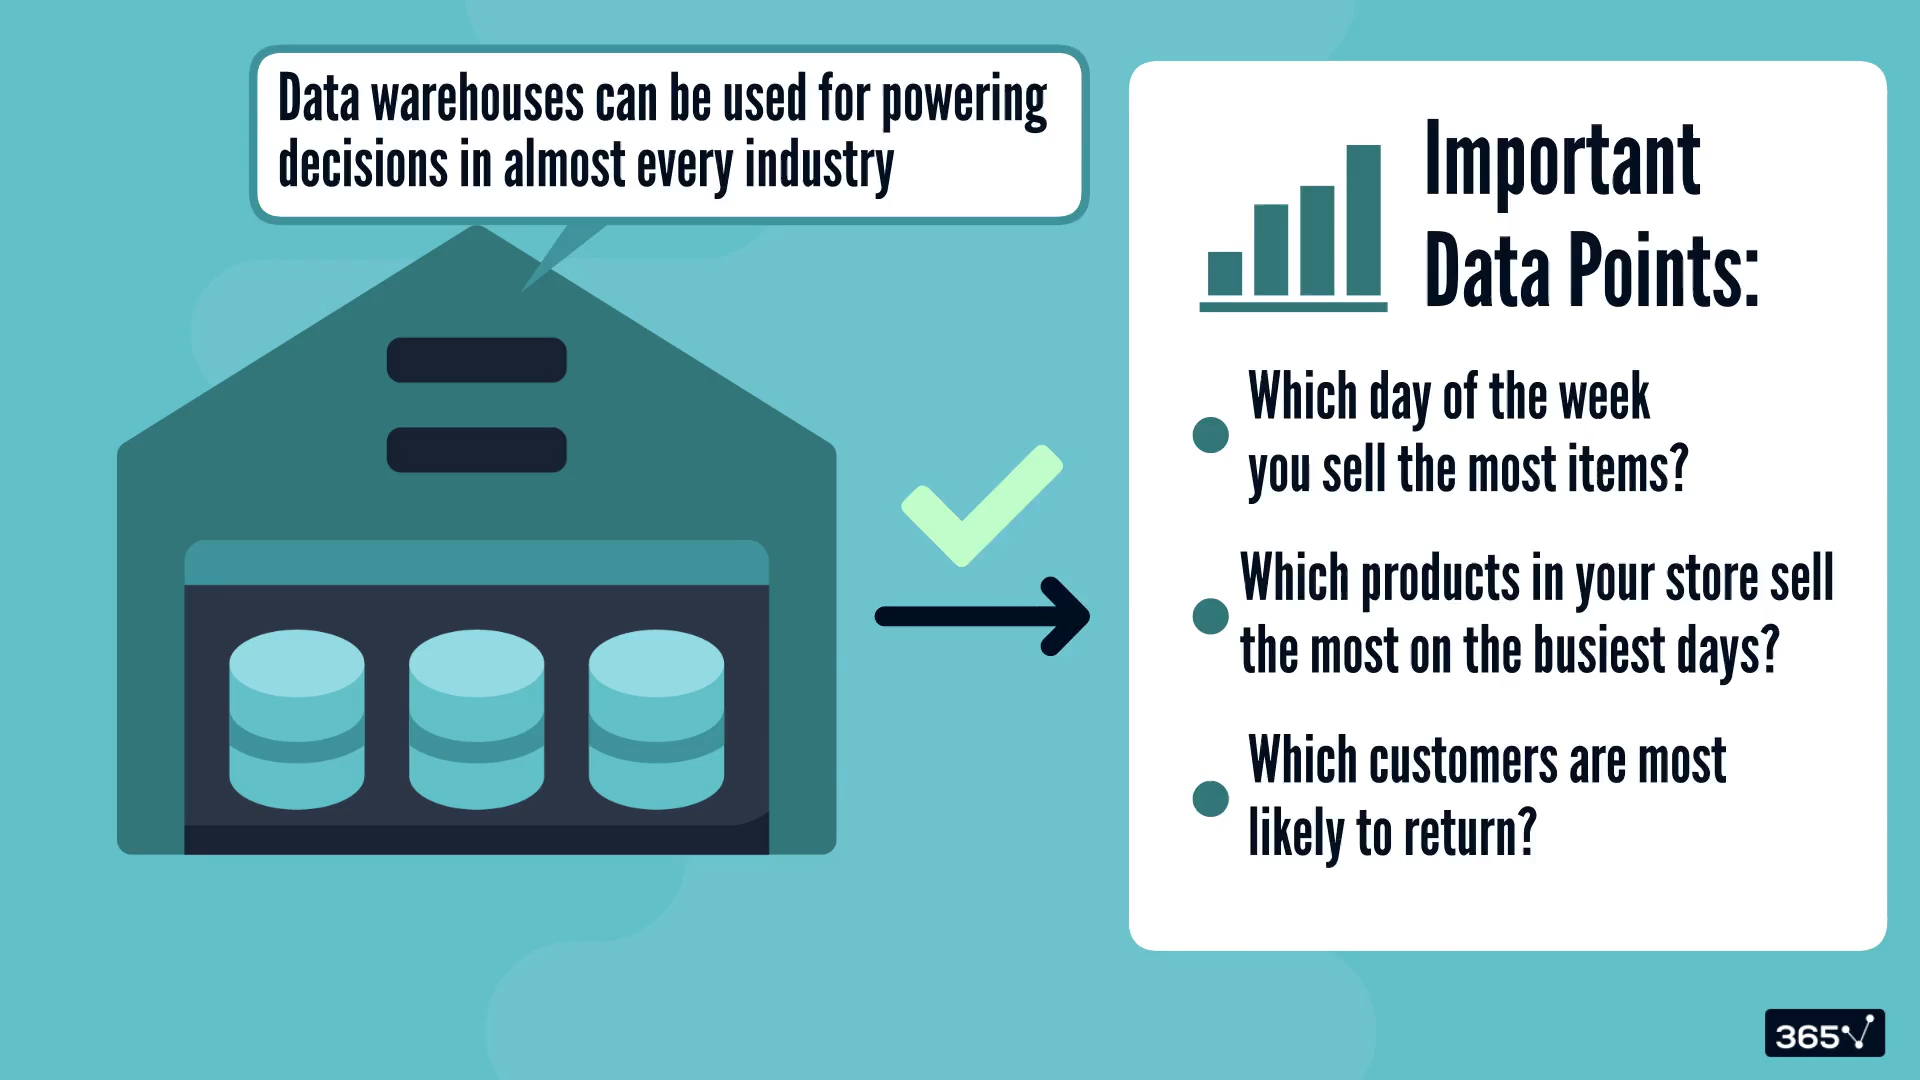 Data warehouses can be used for powering
decisions in almost every industry
Important
Data Points:
Which day of the week
you sell the most items?
Which products in your store sell
the most on the busiest days?
Which customers are most
likely to return?
365